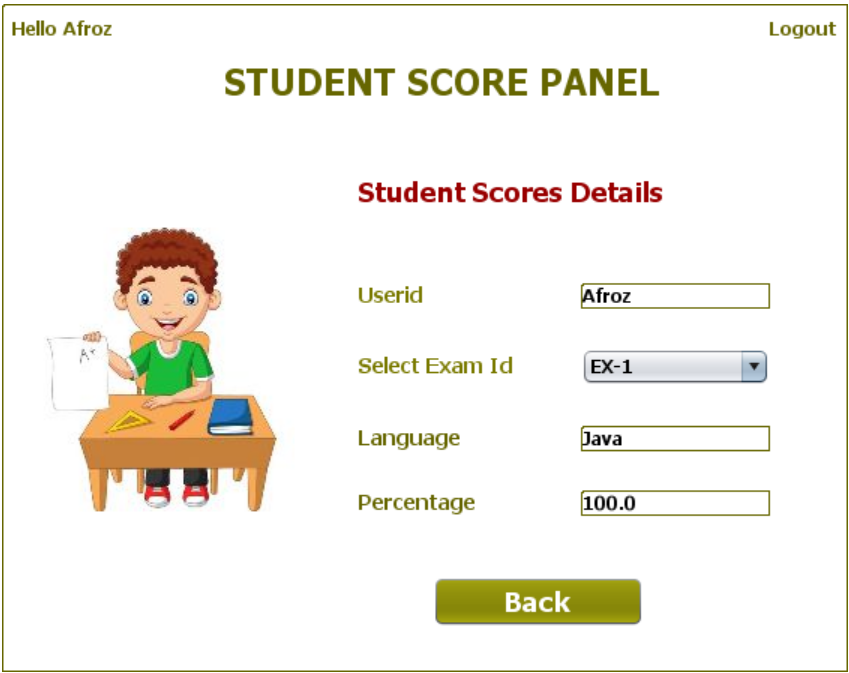 Hello Afroz Logout
STUDENT SCORE PANEL
Student Scores Details
Userid Afroz
A+
Select Exam Id EX-1
Language Java
Percentage 100.0
Back